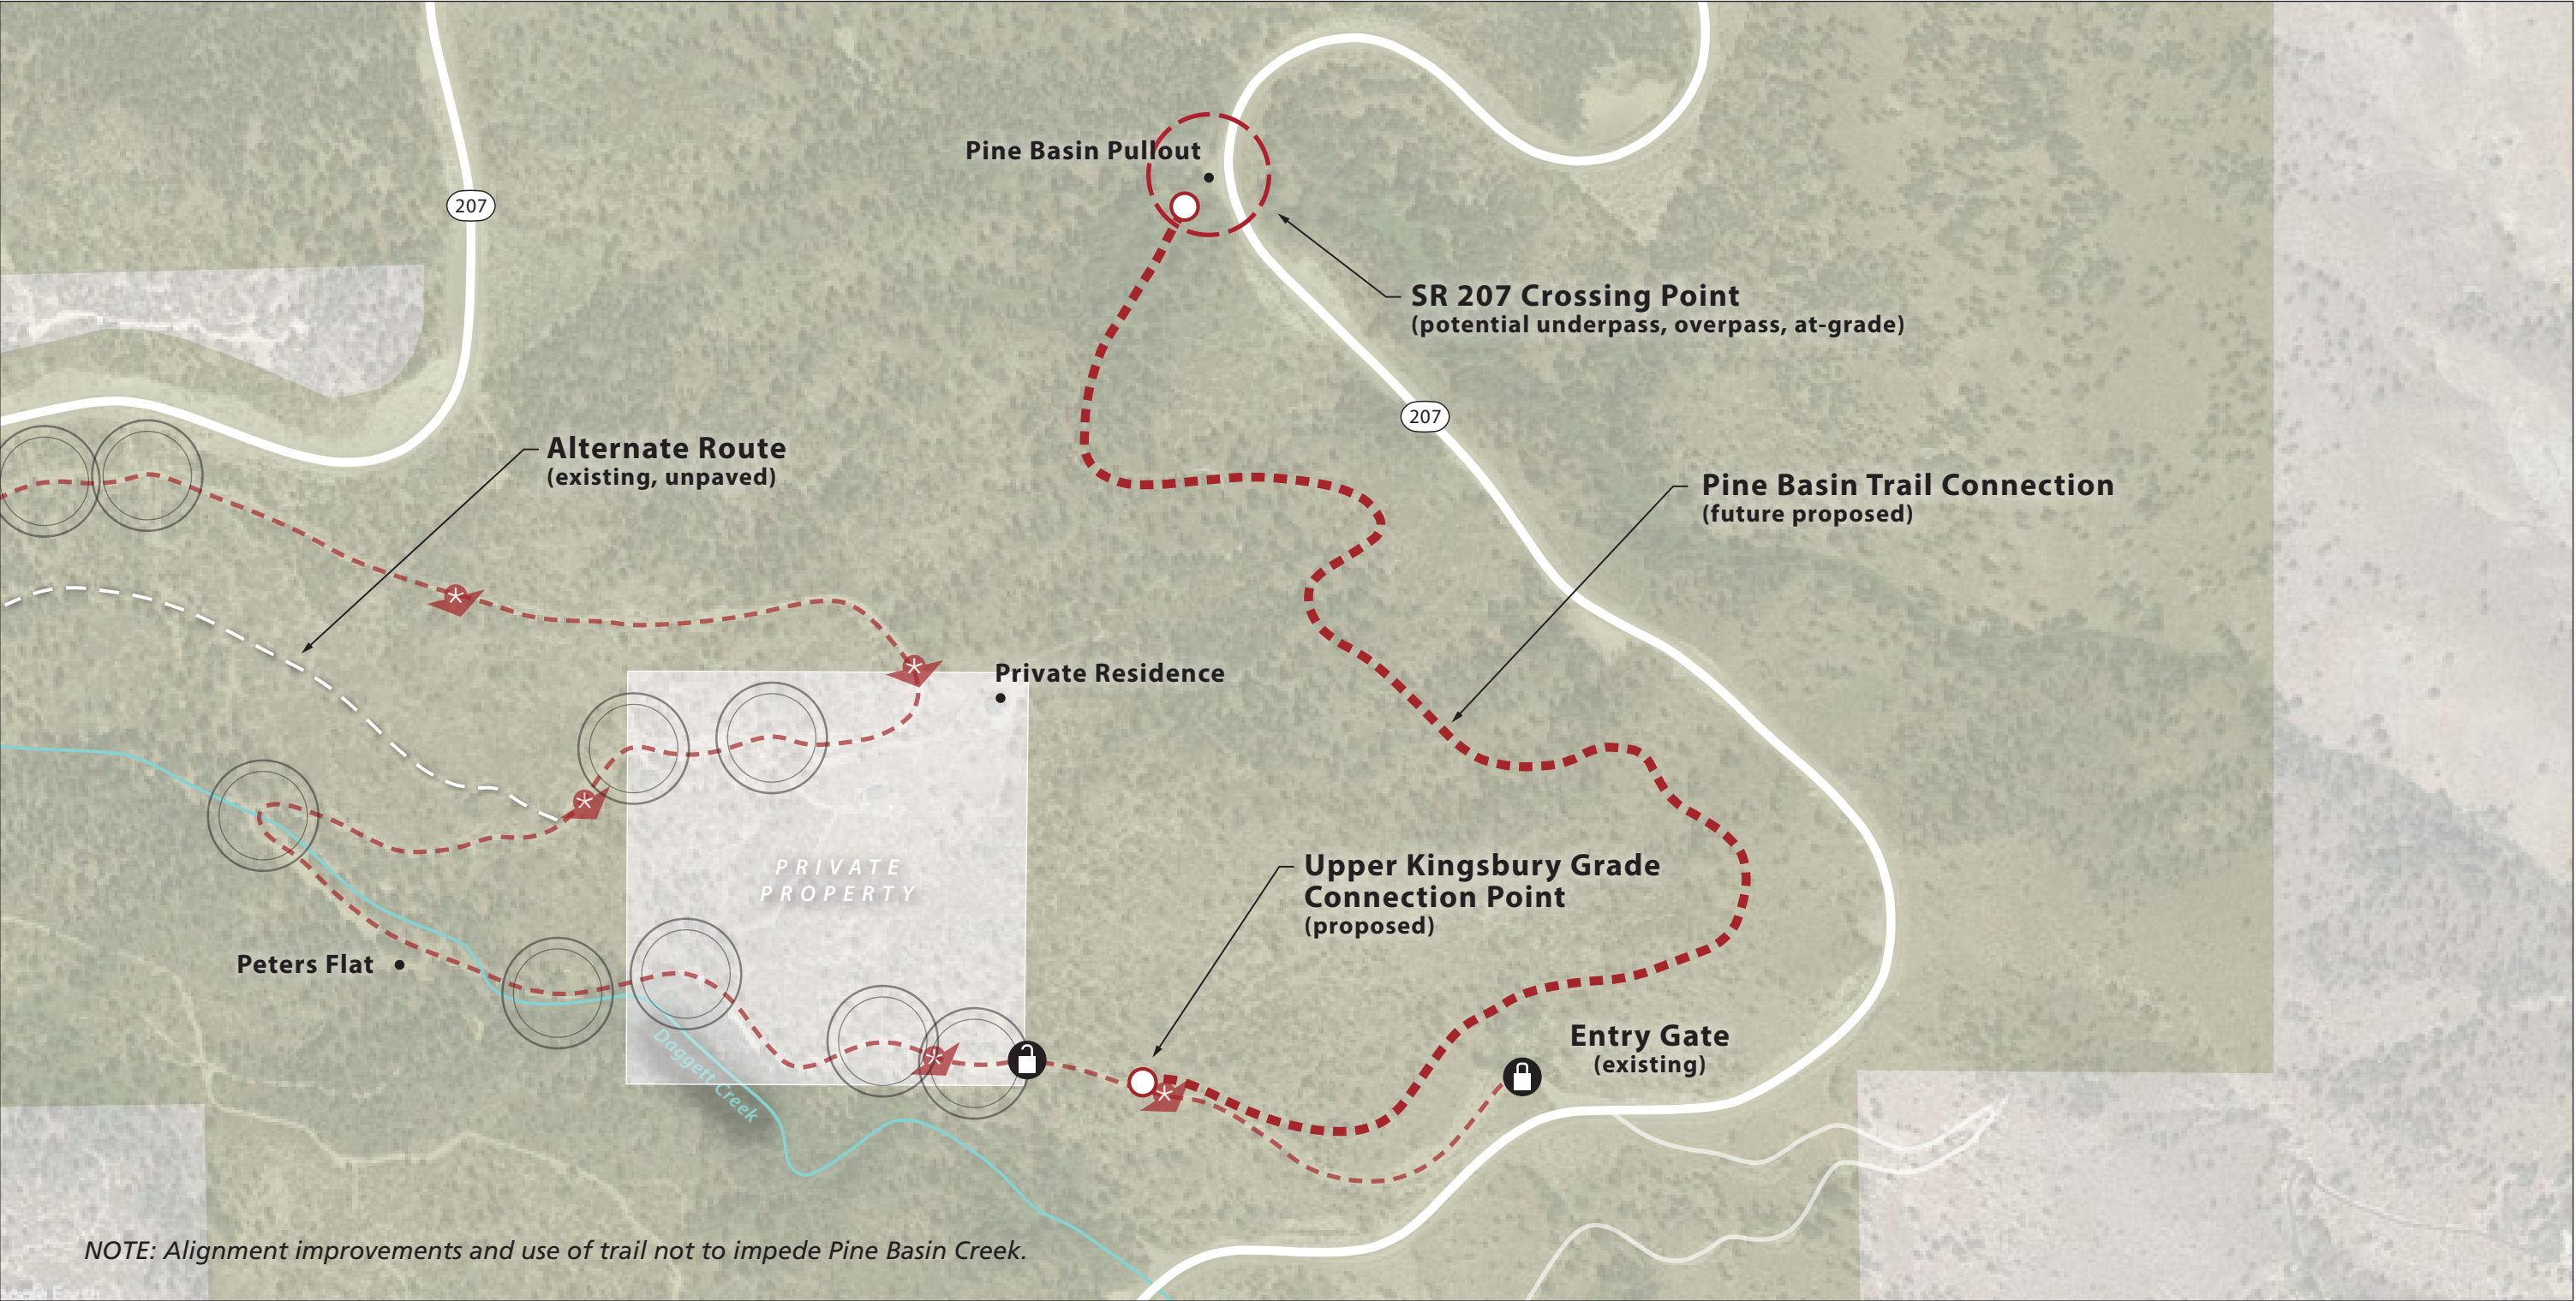 Pine Basin Pullout
207
SR 207 Crossing Point
(potential underpass, overpass, at-grade)
207
Alternate Route
(existing, unpaved)
Pine Basin Trail Connection
(future proposed)
Private Residence
PRIVATE
PROPERTY
Upper Kingsbury Grade
Connection Point
(proposed)
Peters Flat
Entry Gate
(existing)
Daggett Creek
NOTE: Alignment improvements and use of trail not to impede Pine Basin Creek.